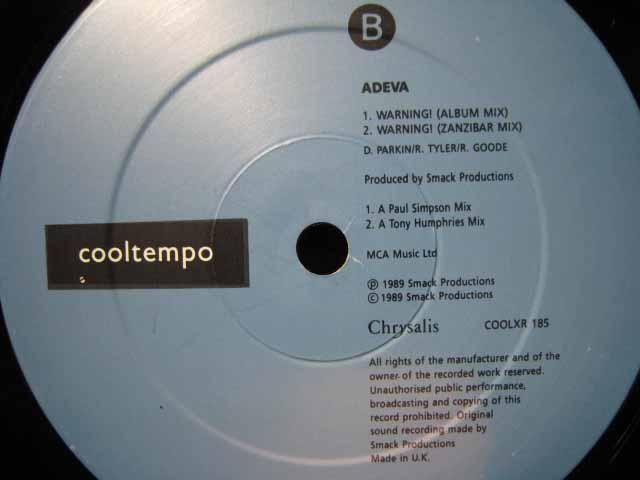 B
ADEVA
1. WARNING! (ALBUM MIX)
2. WARNING! (ZANZIBAR MIX)
D. PARKIN/R. TYLER/R. GOODE
Produced by Smack Productions
1. A Paul Simpson Mix
2. A Tony Humphries Mix
cooltempo
MCA Music Ltd
℗ 1989 Smack Productions
© 1989 Smack Productions
Chrysalis COOLXR 185
All rights of the manufacturer and of the
owner of the recorded work reserved.
Unauthorised public performance,
broadcasting and copying of this
record prohibited. Original
sound recording made by
Smack Productions
Made in U.K.